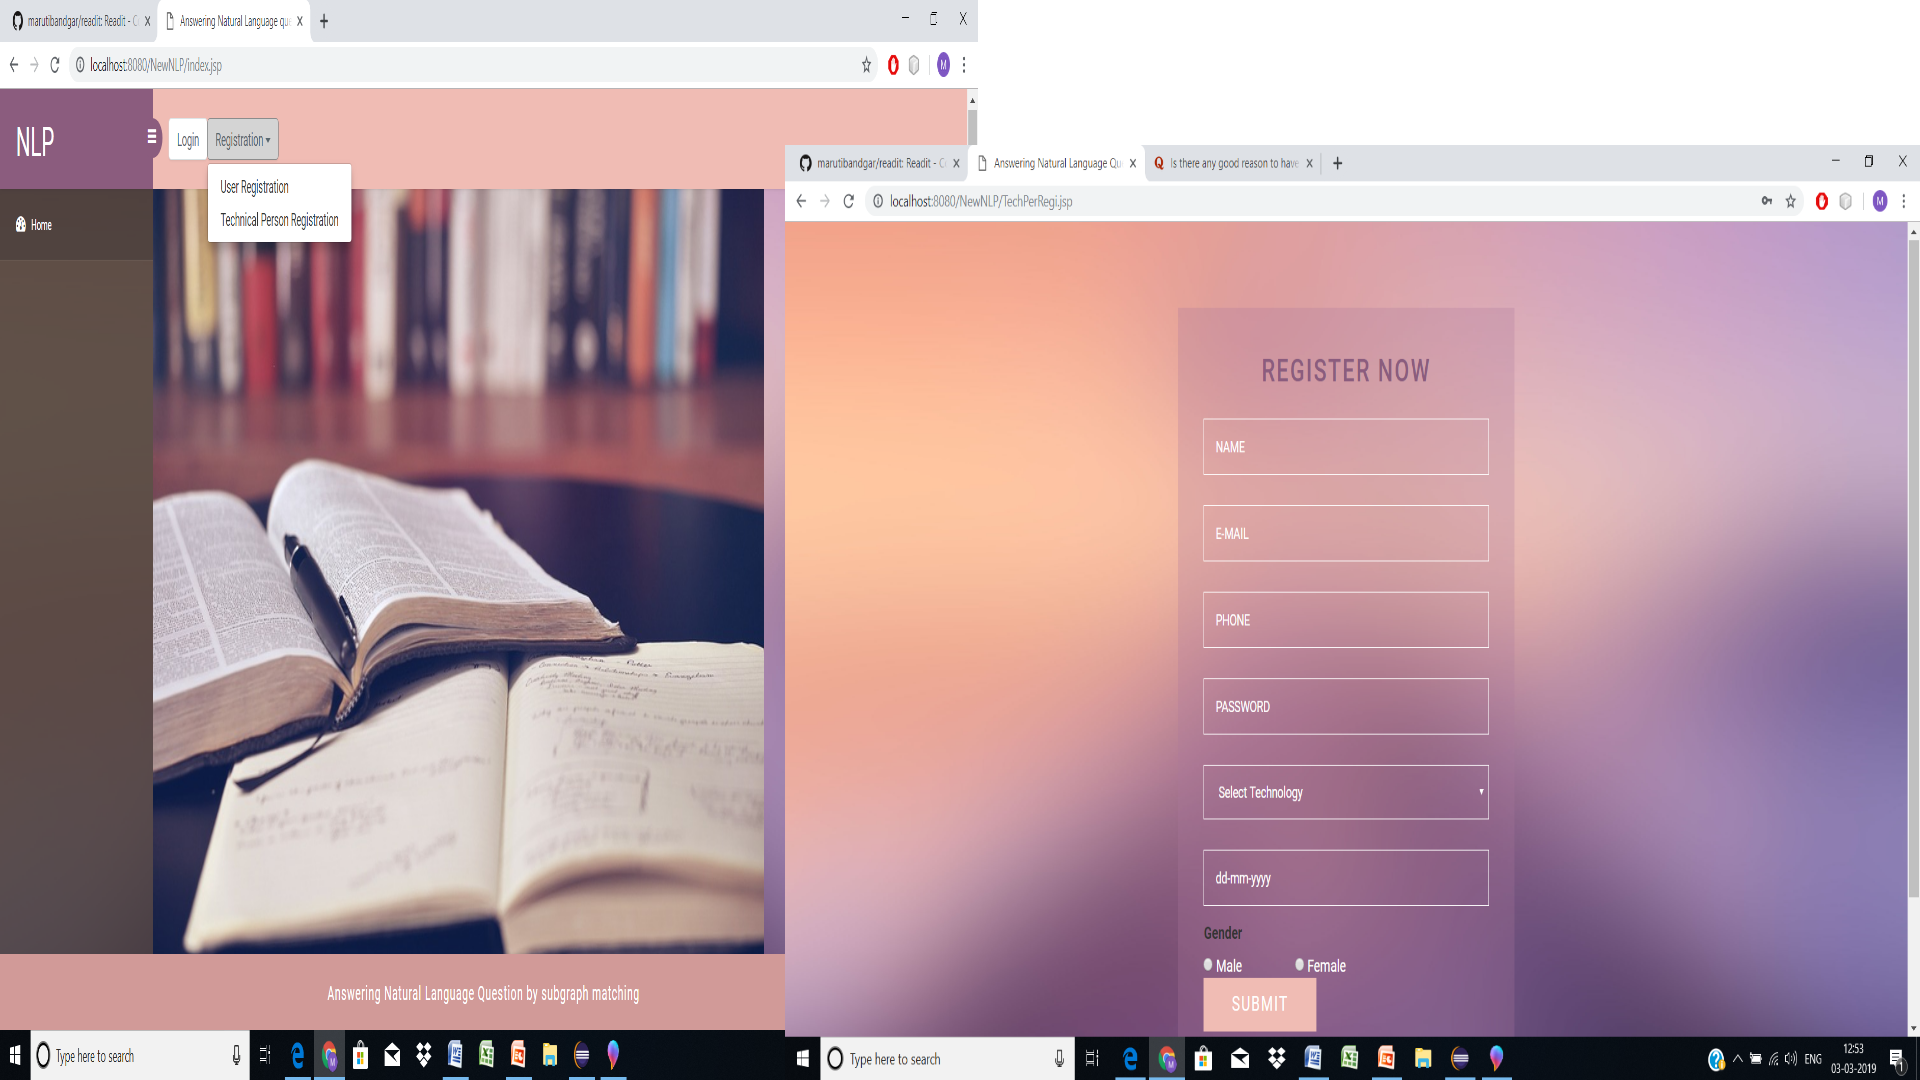 marutibandgar/readit: Readit - C
Answering Natural Language que
localhost:8080/NewNLP/index.jsp
M
NLP
Login
Registration
User Registration
Technical Person Registration
Home
Answering Natural Language Question by subgraph matching
Type here to search
marutibandgar/readit: Readit - C
Answering Natural Language Qu
Is there any good reason to have
localhost:8080/NewNLP/TechPerRegi.jsp
M
REGISTER NOW
NAME
E-MAIL
PHONE
PASSWORD
Select Technology
dd-mm-yyyy
Gender
Male Female
SUBMIT
Type here to search
ENG
12:53
03-03-2019
1